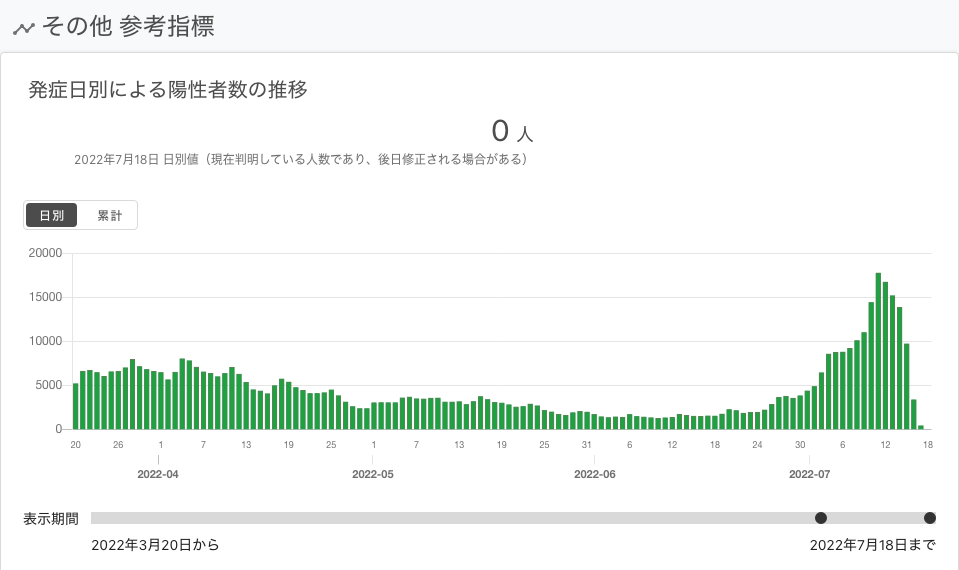 その他 参考指標
発症日別による陽性者数の推移
0 人
2022年7月18日 日別値（現在判明している人数であり、後日修正される場合がある）
日別 累計
20000
15000
10000
5000
0
20 26 1 7 13 19 25 1 7 13 19 25 31 6 12 18 24 30 6 12 18
2022-04 2022-05 2022-06 2022-07
表示期間
2022年3月20日から 2022年7月18日まで